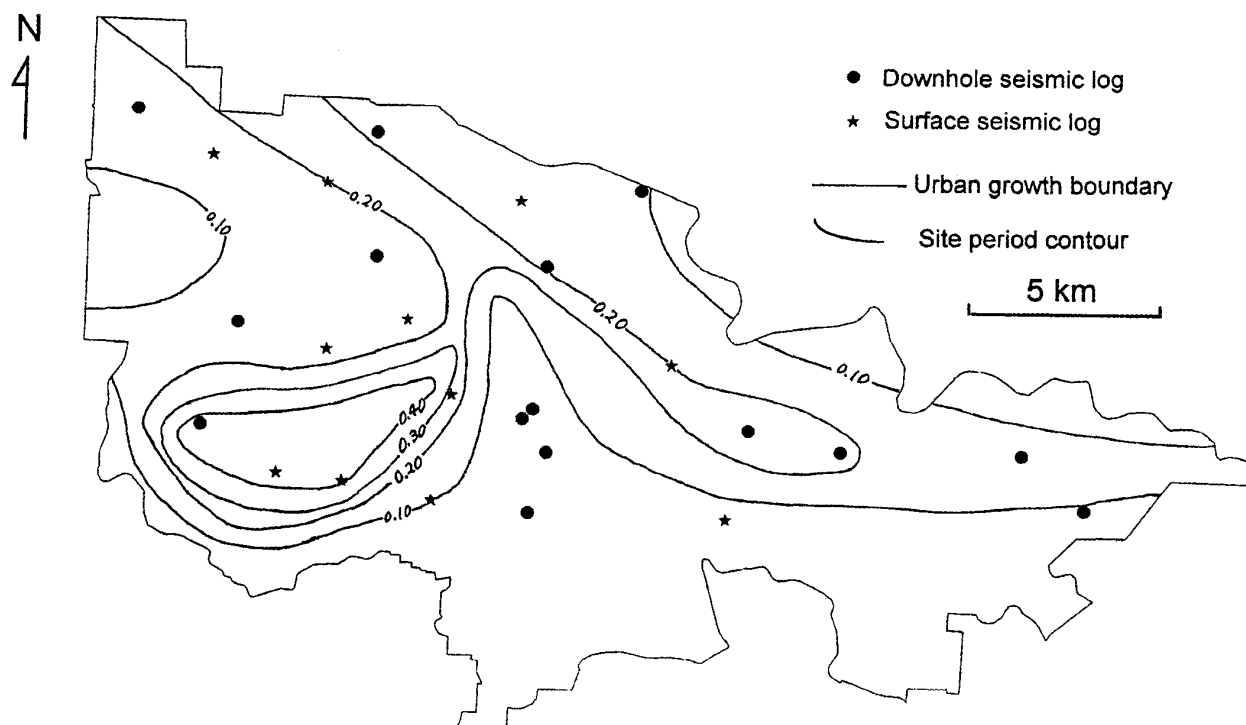 N
Downhole seismic log
Surface seismic log
Urban growth boundary
Site period contour
5 km
0.20
0.10
0.20
0.10
0.40
0.30
0.20
0.10